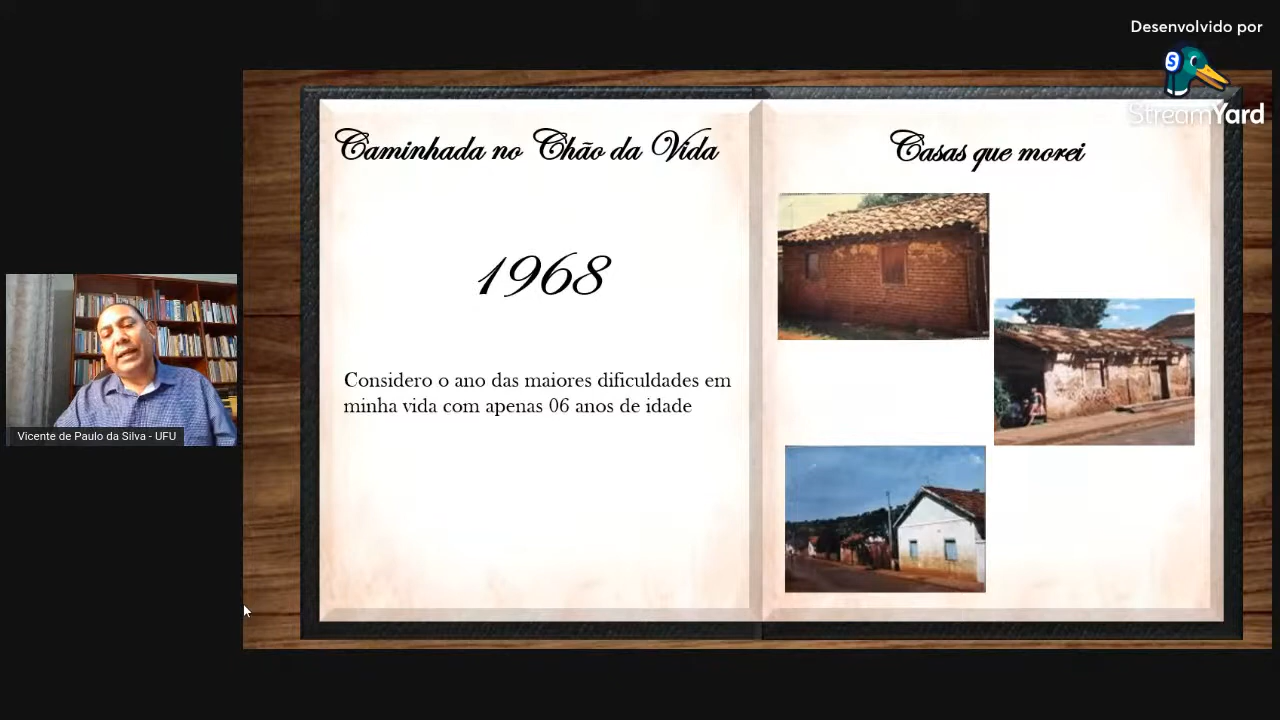 Desenvolvido por
StreamYard
Caminhada no Chão da Vida
1968
Considero o ano das maiores dificuldades em
minha vida com apenas 06 anos de idade
Casas que morei
Vicente de Paulo da Silva - UFU